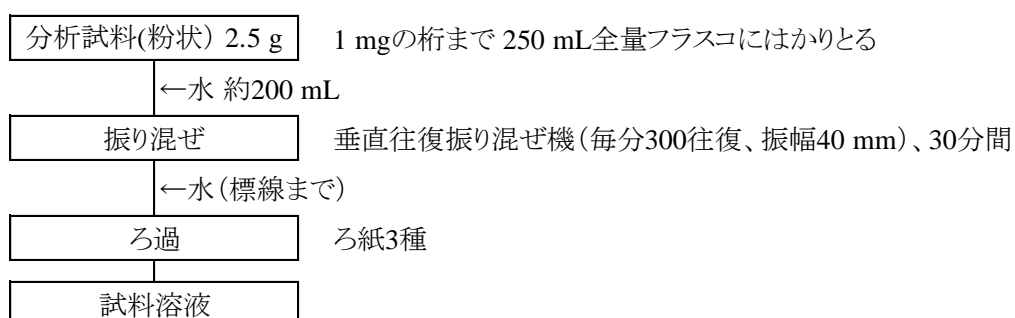 分析試料(粉状) 2.5 g 1 mgの桁まで 250 mL全量フラスコにはかりとる
←水 約200 mL
振り混ぜ 垂直往復振り混ぜ機(毎分300往復、振幅40 mm)、30分間
←水(標線まで)
ろ過 ろ紙3種
試料溶液